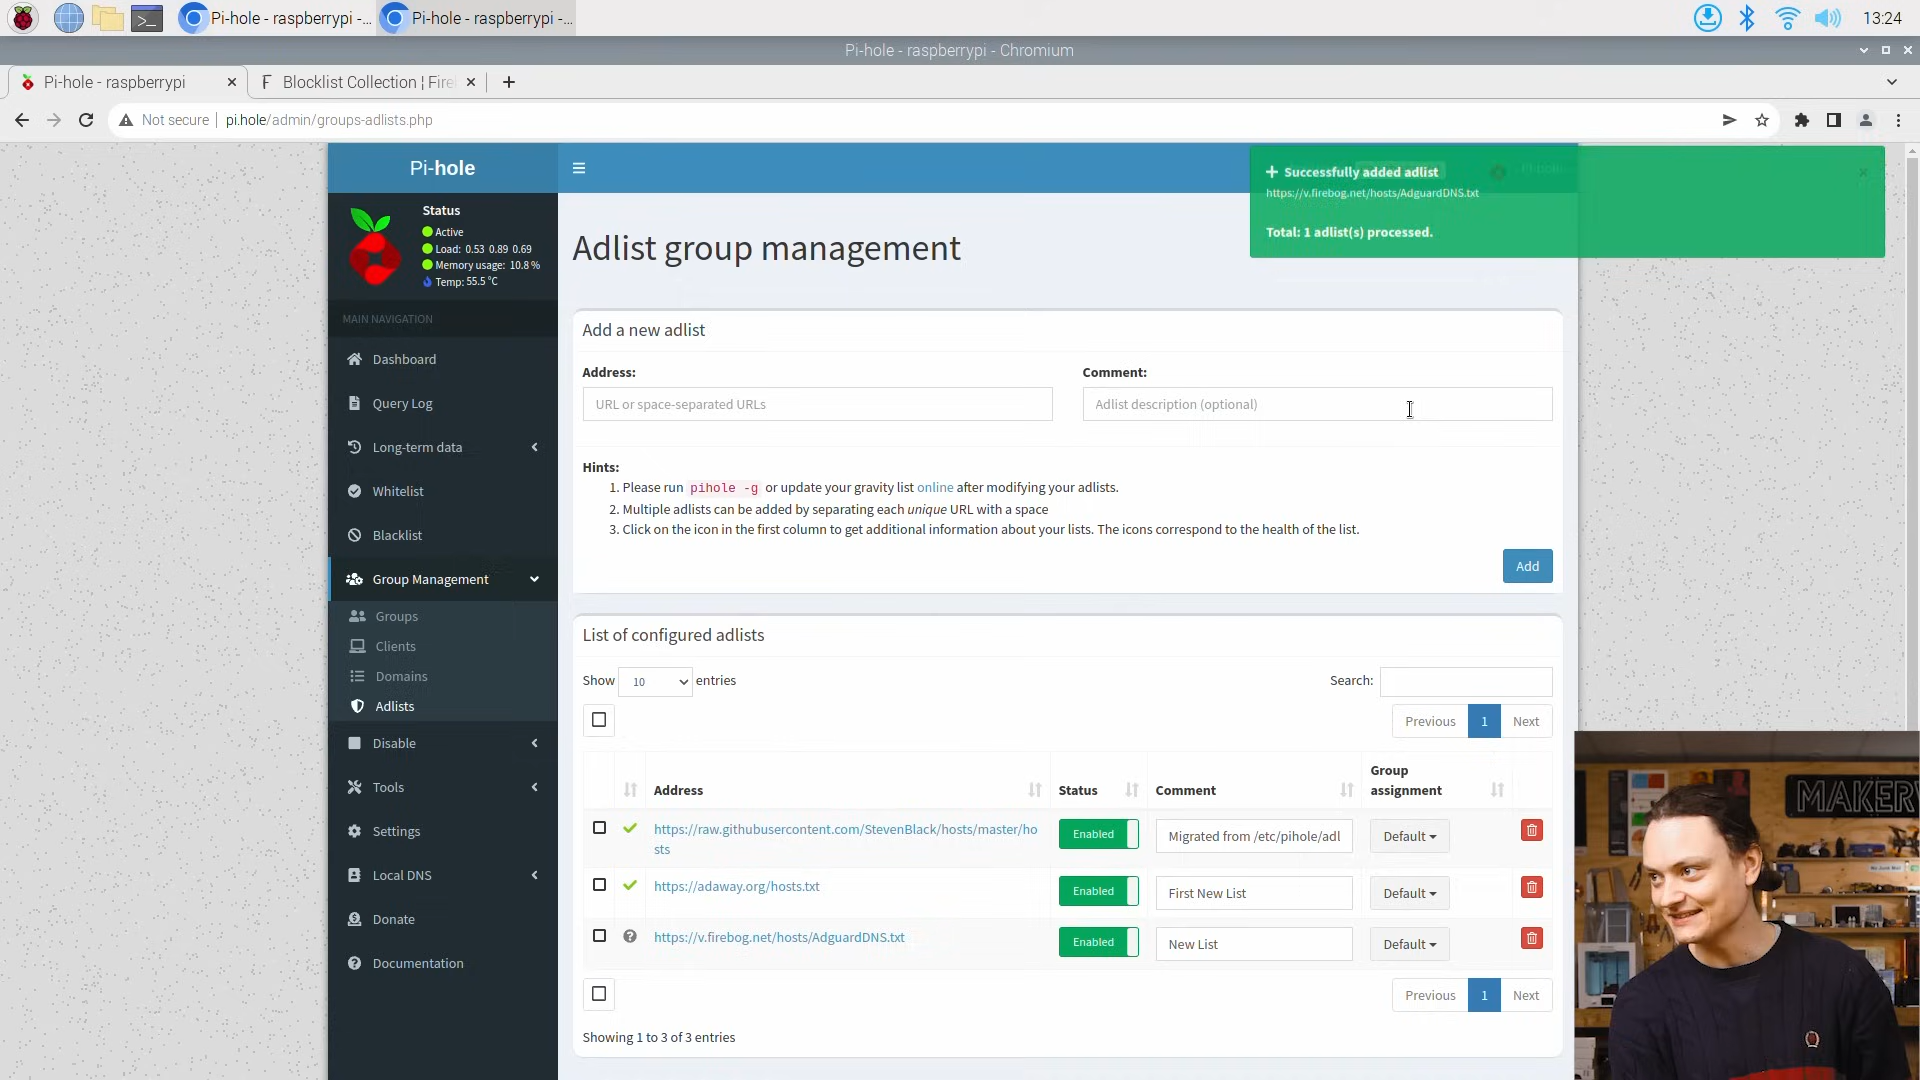 Pi-hole - raspberrypi -...
Pi-hole - raspberrypi -...
13:24
Pi-hole - raspberrypi - Chromium
Pi-hole - raspberrypi
Blocklist Collection ¦ Fire
Not secure
pi.hole/admin/groups-adlists.php
Pi-hole
Successfully added adlist
https://v.firebog.net/hosts/AdguardDNS.txt
Total: 1 adlist(s) processed.
Status
Active
Load: 0.53 0.89 0.69
Memory usage: 10.8 %
Temp: 55.5 °C
MAIN NAVIGATION
Dashboard
Query Log
Long-term data
Whitelist
Blacklist
Group Management
Groups
Clients
Domains
Adlists
Disable
Tools
Settings
Local DNS
Donate
Documentation
Adlist group management
Add a new adlist
Address:
Comment:
URL or space-separated URLs
Adlist description (optional)
Hints:
1. Please run pihole -g or update your gravity list online after modifying your adlists.
2. Multiple adlists can be added by separating each unique URL with a space
3. Click on the icon in the first column to get additional information about your lists. The icons correspond to the health of the list.
Add
List of configured adlists
Show 10 entries
Search:
Previous 1 Next
Address
Status
Comment
Group
assignment
https://raw.githubusercontent.com/StevenBlack/hosts/master/ho
sts
Enabled
Migrated from /etc/pihole/adl
Default
https://adaway.org/hosts.txt
Enabled
First New List
Default
https://v.firebog.net/hosts/AdguardDNS.txt
Enabled
New List
Default
Previous 1 Next
Showing 1 to 3 of 3 entries
MAKERV